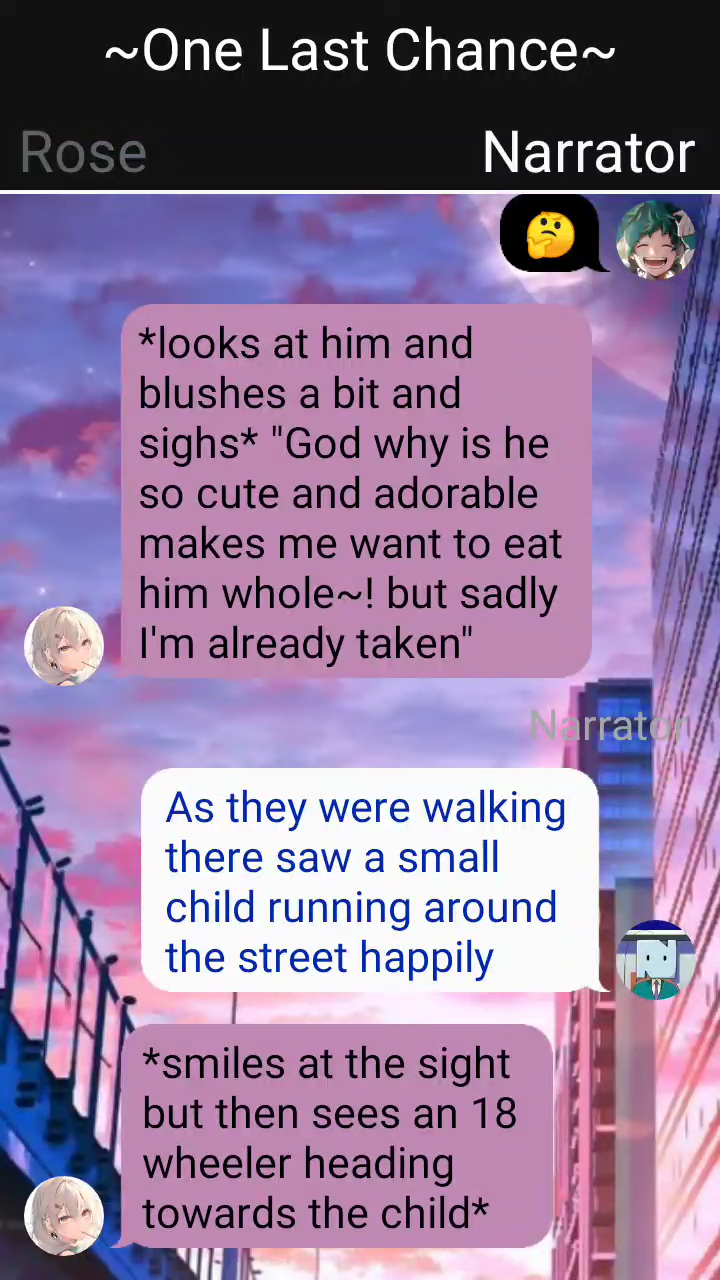 ~One Last Chance~
Rose
Narrator
*looks at him and
blushes a bit and
sighs* "God why is he
so cute and adorable
makes me want to eat
him whole~! but sadly
I'm already taken"
Narrator
As they were walking
there saw a small
child running around
the street happily
N
*smiles at the sight
but then sees an 18
wheeler heading
towards the child*